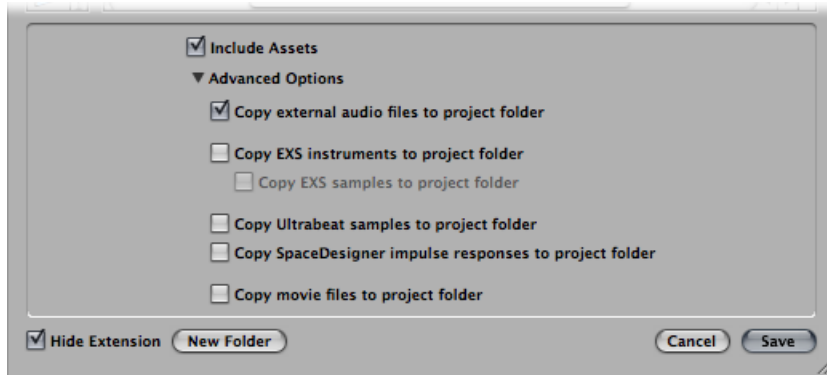 Include Assets
Advanced Options
Copy external audio files to project folder
Copy EXS instruments to project folder
Copy EXS samples to project folder
Copy Ultrabeat samples to project folder
Copy SpaceDesigner impulse responses to project folder
Copy movie files to project folder
Hide Extension New Folder Cancel Save